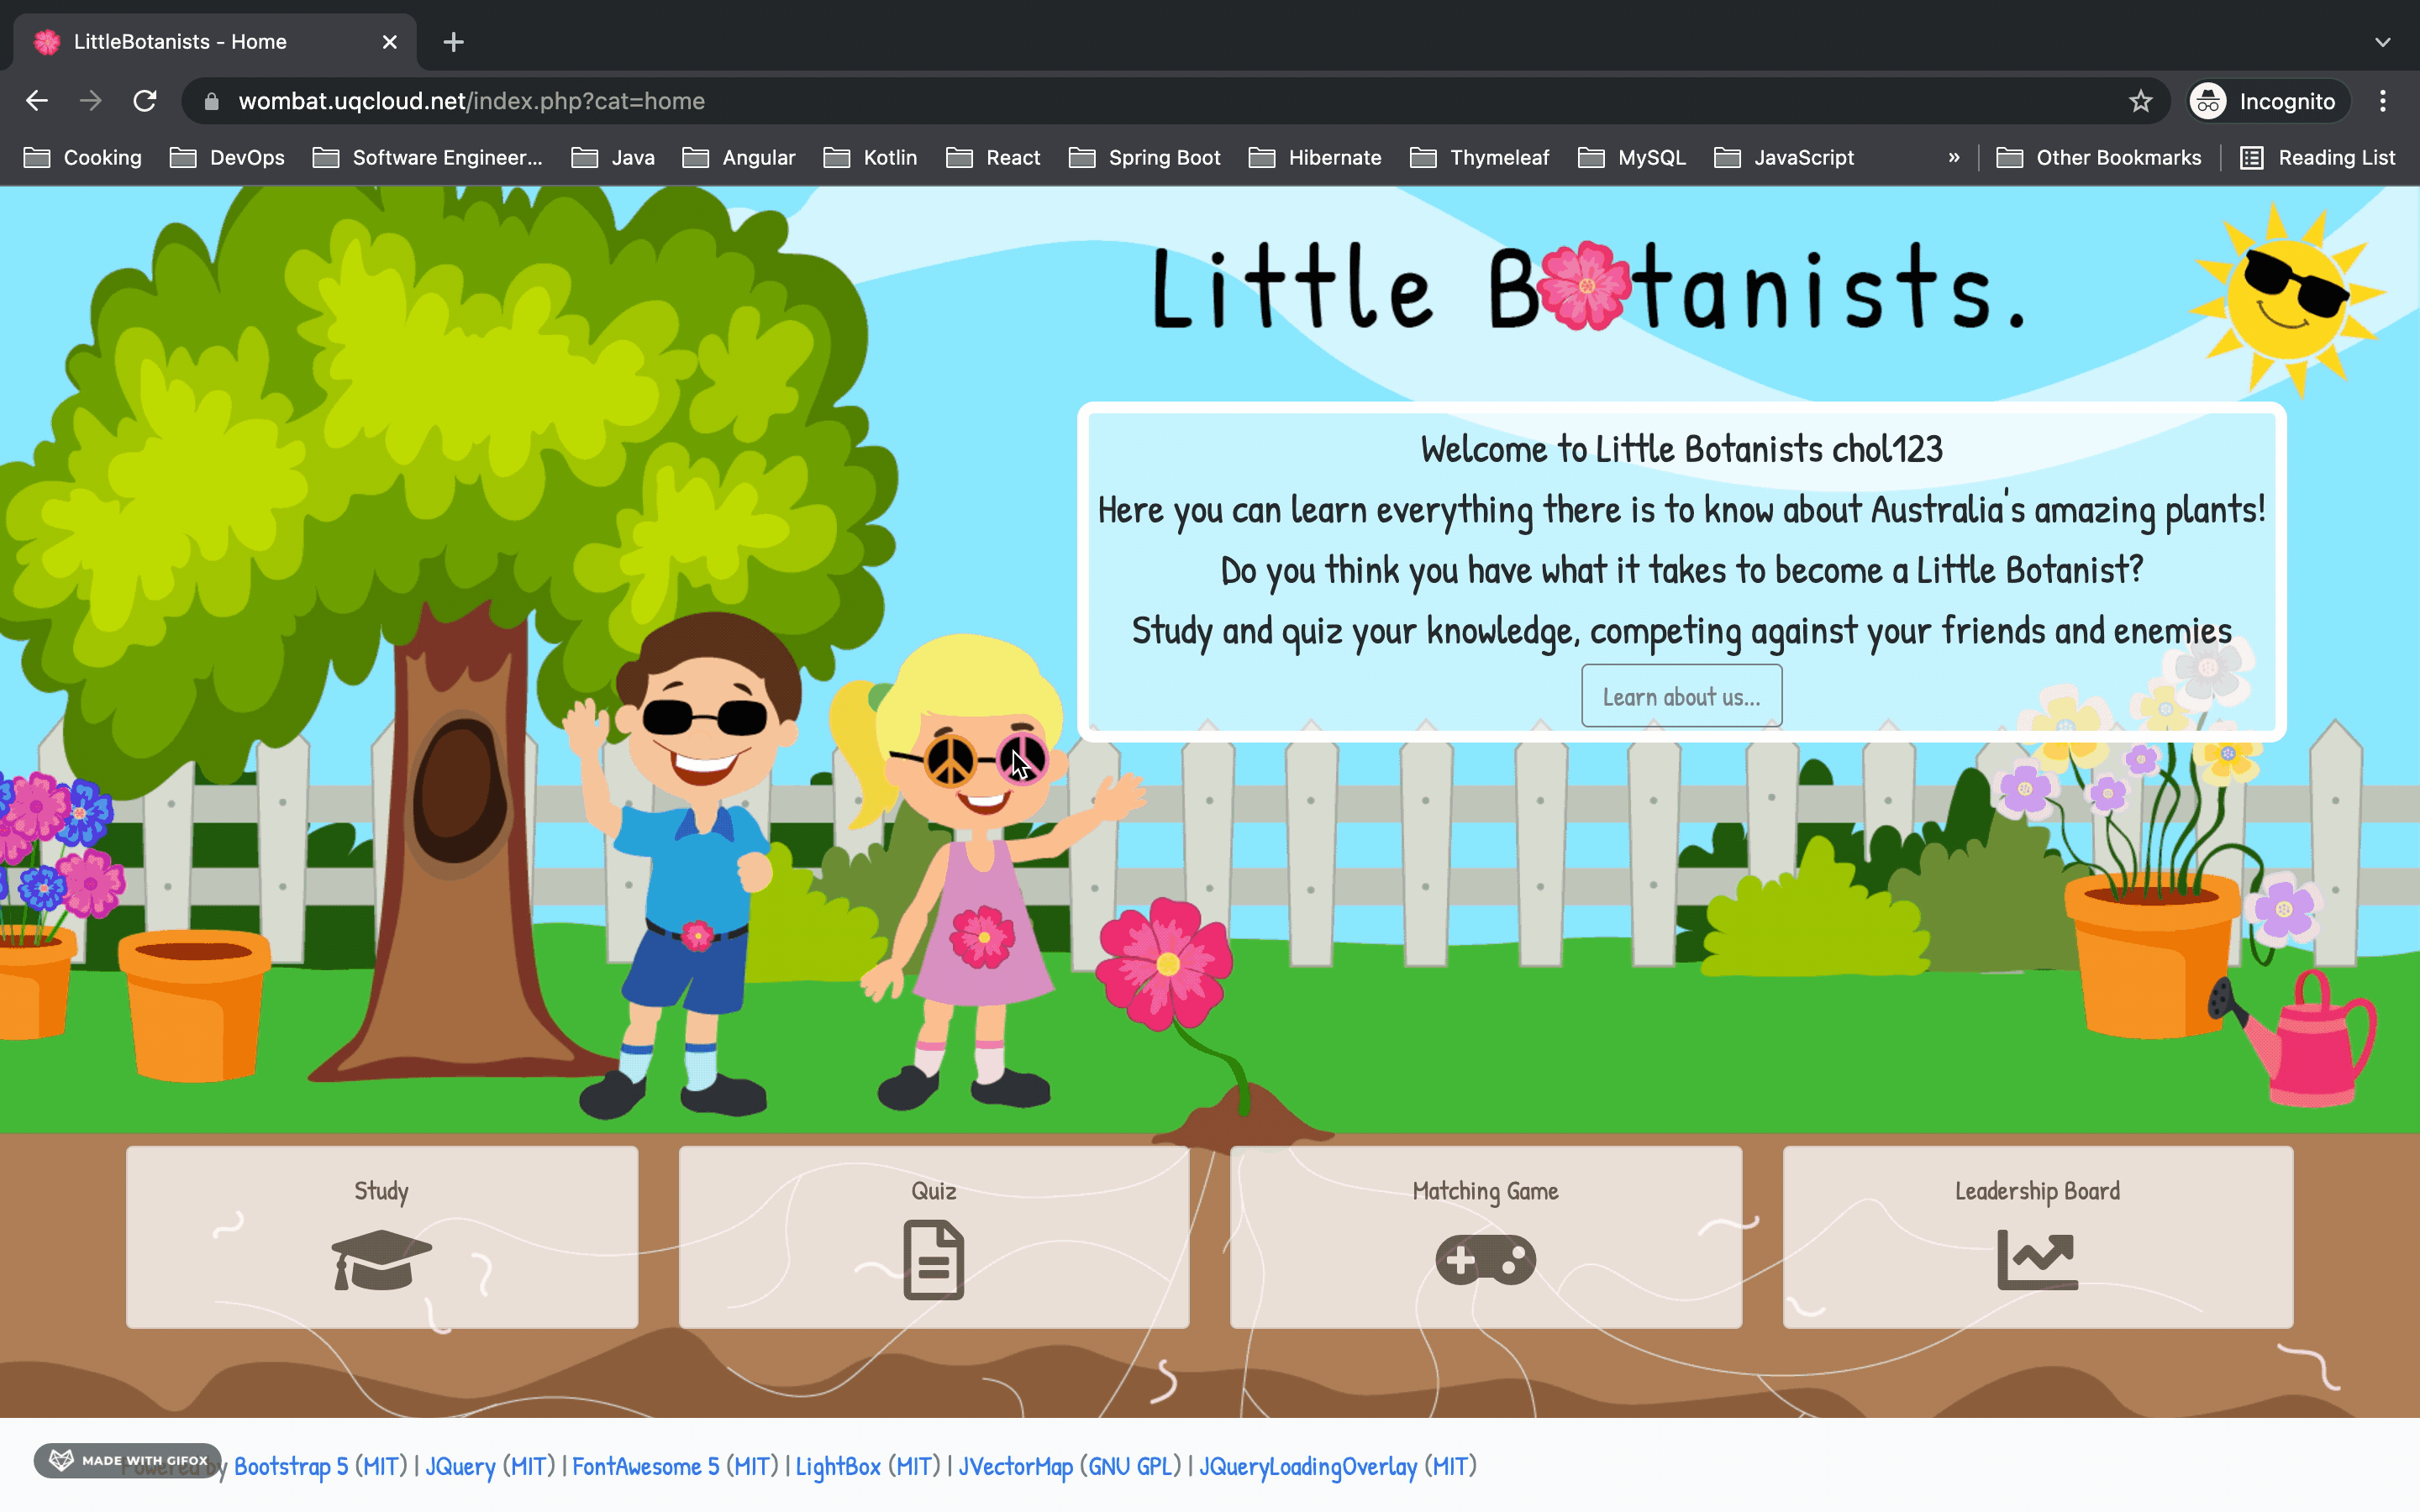 LittleBotanists - Home
wombat.uqcloud.net/index.php?cat=home
Incognito
Cooking DevOps Software Engineer... Java Angular Kotlin React Spring Boot Hibernate Thymeleaf MySQL JavaScript » Other Bookmarks Reading List
Little Botanists.
Welcome to Little Botanists chol123
Here you can learn everything there is to know about Australia's amazing plants!
Do you think you have what it takes to become a Little Botanist?
Study and quiz your knowledge, competing against your friends and enemies
Learn about us...
Study Quiz Matching Game Leadership Board
MADE WITH GIFOX
Powered by Bootstrap 5 (MIT) | JQuery (MIT) | FontAwesome 5 (MIT) | LightBox (MIT) | JVectorMap (GNU GPL) | JQueryLoadingOverlay (MIT)